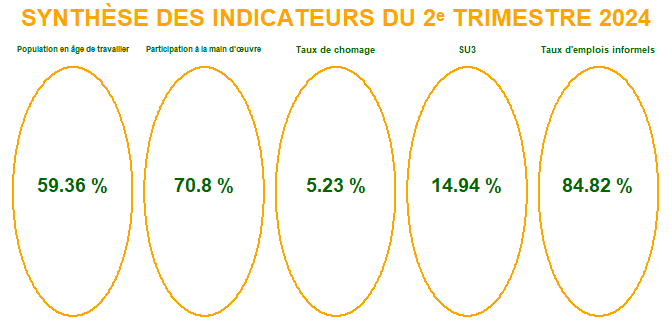 SYNTHÈSE DES INDICATEURS DU 2e TRIMESTRE 2024
Population en âge de travailler
Participation à la main d'œuvre
Taux de chomage
SU3
Taux d'emplois informels
59.36 %
70.8 %
5.23 %
14.94 %
84.82 %